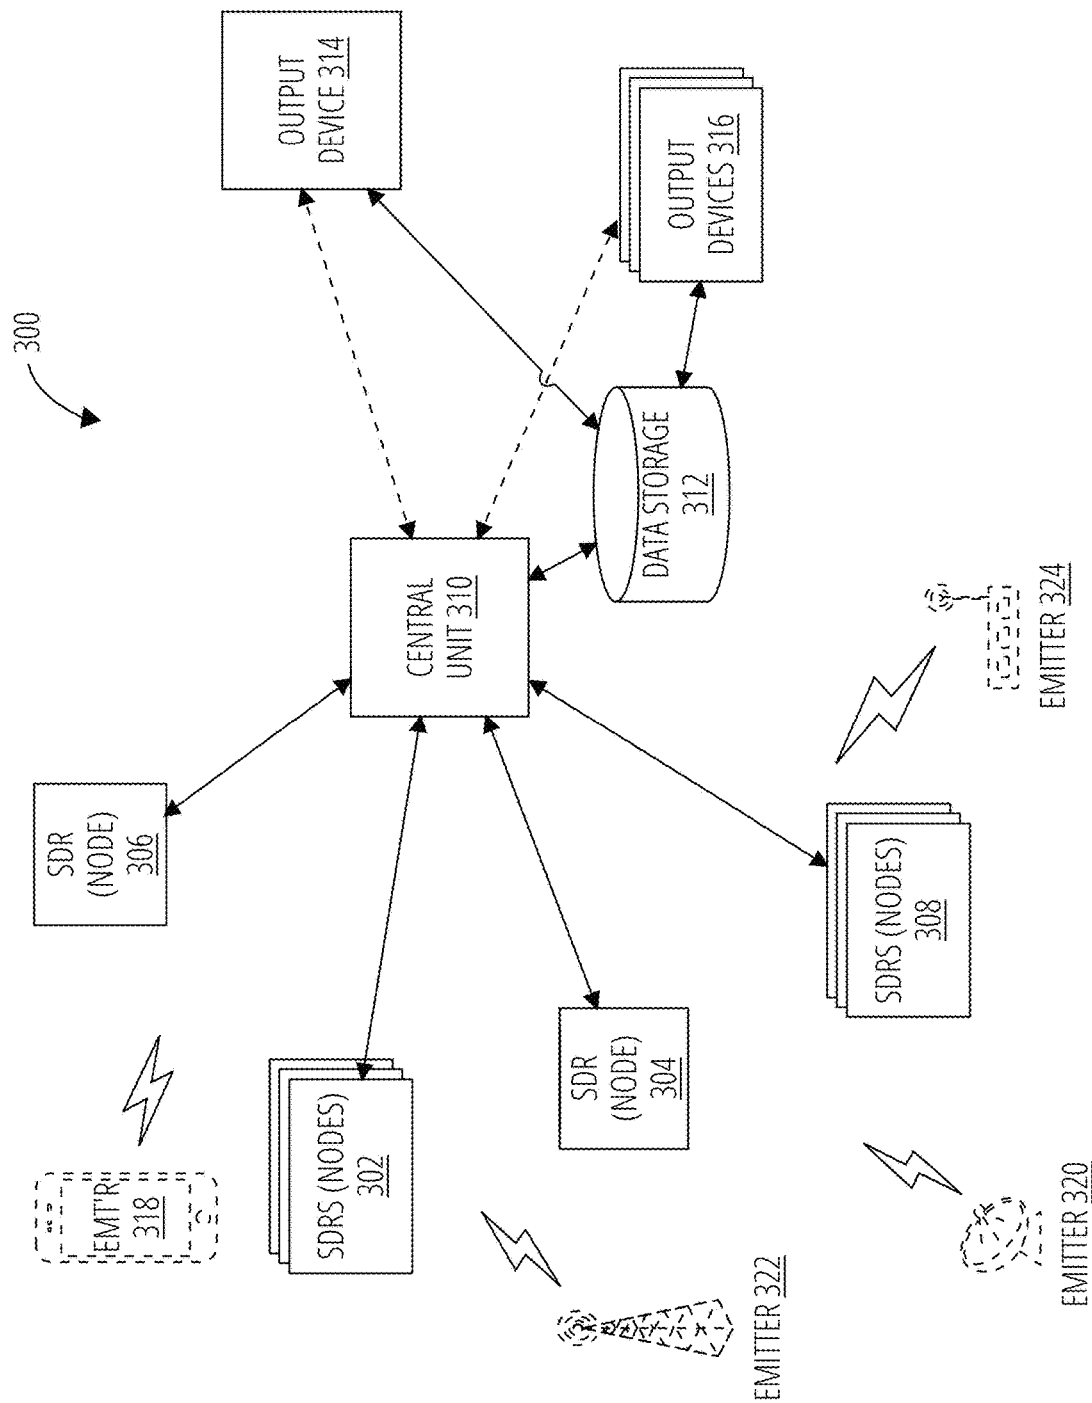 300
EMT'R
318
SDR
(NODE)
306
SDRS (NODES)
302
CENTRAL
UNIT 310
OUTPUT
DEVICE 314
EMITTER 322
SDR
(NODE)
304
DATA STORAGE
312
OUTPUT
DEVICES 316
EMITTER 320
SDRS (NODES)
308
EMITTER 324